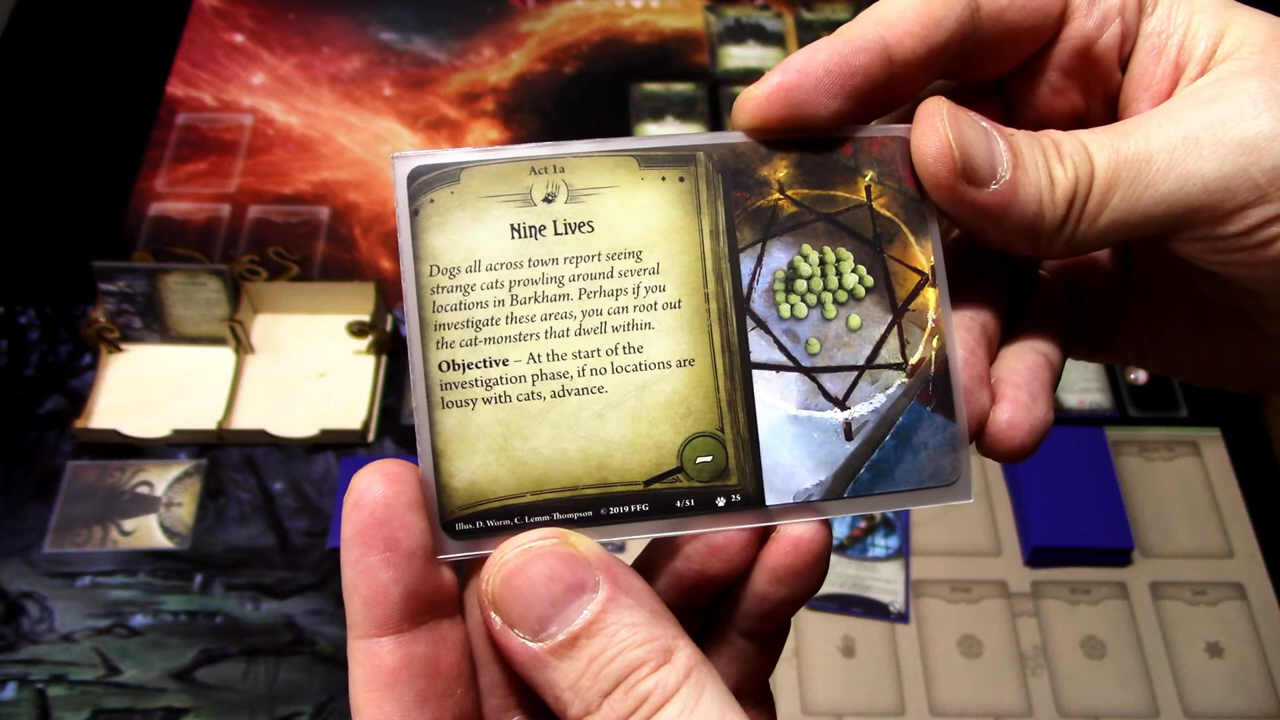 Act 1a
Nine Lives
Dogs all across town report seeing
strange cats prowling around several
locations in Barkham. Perhaps if you
investigate these areas, you can root out
the cat-monsters that dwell within.
Objective – At the start of the
investigation phase, if no locations are
lousy with cats, advance.
–
Illus. D. Worm, C. Lemm-Thompson © 2019 FFG 4/51 25